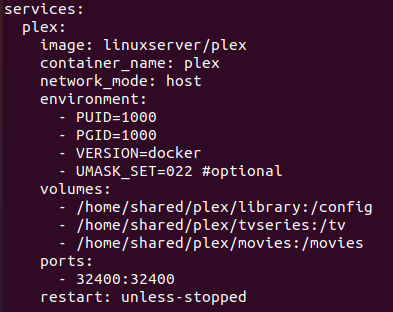 services:
  plex:
    image: linuxserver/plex
    container_name: plex
    network_mode: host
    environment:
      - PUID=1000
      - PGID=1000
      - VERSION=docker
      - UMASK_SET=022 #optional
    volumes:
      - /home/shared/plex/library:/config
      - /home/shared/plex/tvseries:/tv
      - /home/shared/plex/movies:/movies
    ports:
      - 32400:32400
    restart: unless-stopped